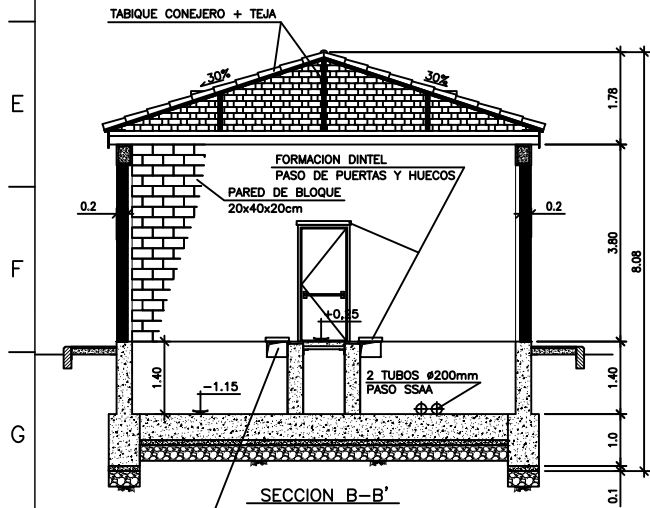 TABIQUE CONEJERO + TEJA
30%
30%
1.78
E
FORMACION DINTEL
PASO DE PUERTAS Y HUECOS
PARED DE BLOQUE
20x40x20cm
0.2
0.2
3.80
8.08
F
+0,25
1.40
2 TUBOS ø200mm
PASO SSAA
-1.15
1.40
G
1.0
SECCION B-B'
0.1